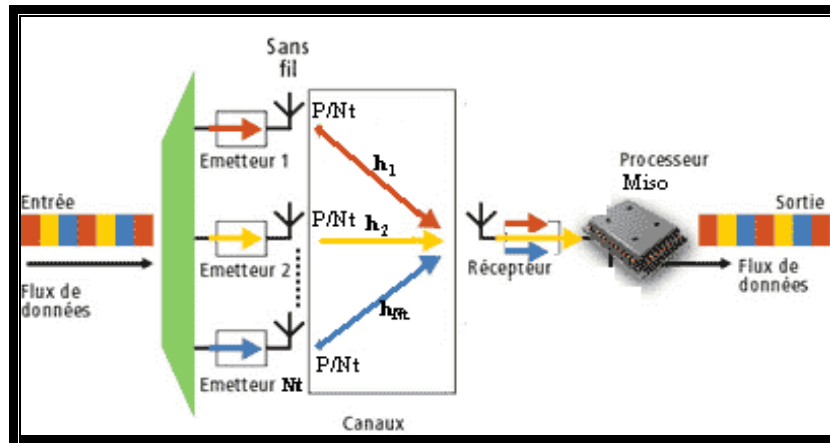 Sans
fil
P/Nt
Emetteur 1
h1
Processeur
Miso
Entrée
P/Nt
h2
Sortie
Emetteur 2
Récepteur
Flux de
données
Flux de
données
hNt
P/Nt
Emetteur Nt
Canaux